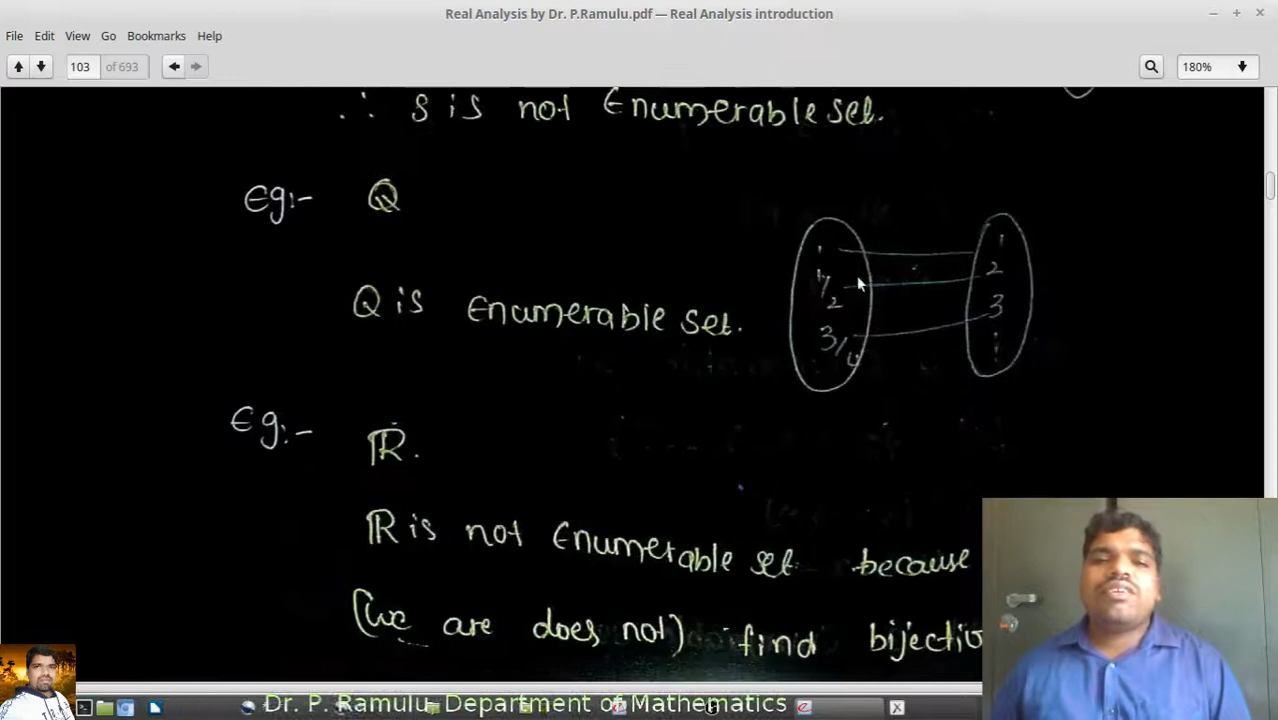 Real Analysis by Dr. P.Ramulu.pdf — Real Analysis introduction
File Edit View Go Bookmarks Help
103 of 693 180%
∴ S is not Enumerable set.
Eg:- Q
1 1
1/2 2
3
Q is Enumerable set.
3/4
Eg:- ℝ.
ℝ is not Enumerable set because
(we are does not) find bijectiv
Dr. P. Ramulu, Department of Mathematics